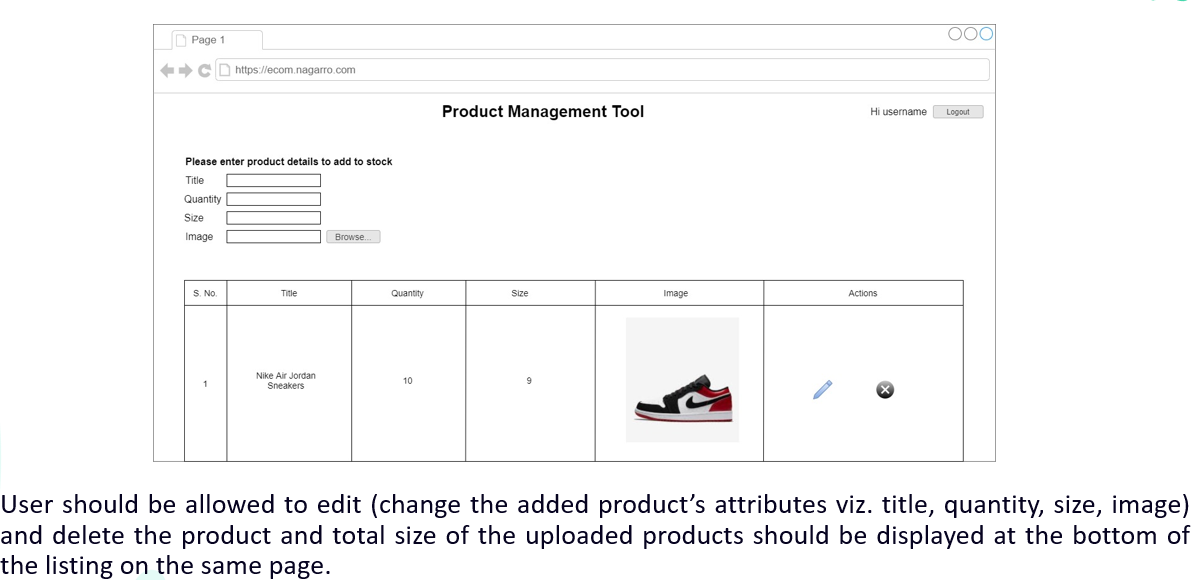 Page 1
https://ecom.nagarro.com
Product Management Tool
Hi username Logout
Please enter product details to add to stock
Title
Quantity
Size
Image Browse...
S. No. Title Quantity Size Image Actions
1 Nike Air Jordan Sneakers 10 9
User should be allowed to edit (change the added product’s attributes viz. title, quantity, size, image)
and delete the product and total size of the uploaded products should be displayed at the bottom of
the listing on the same page.